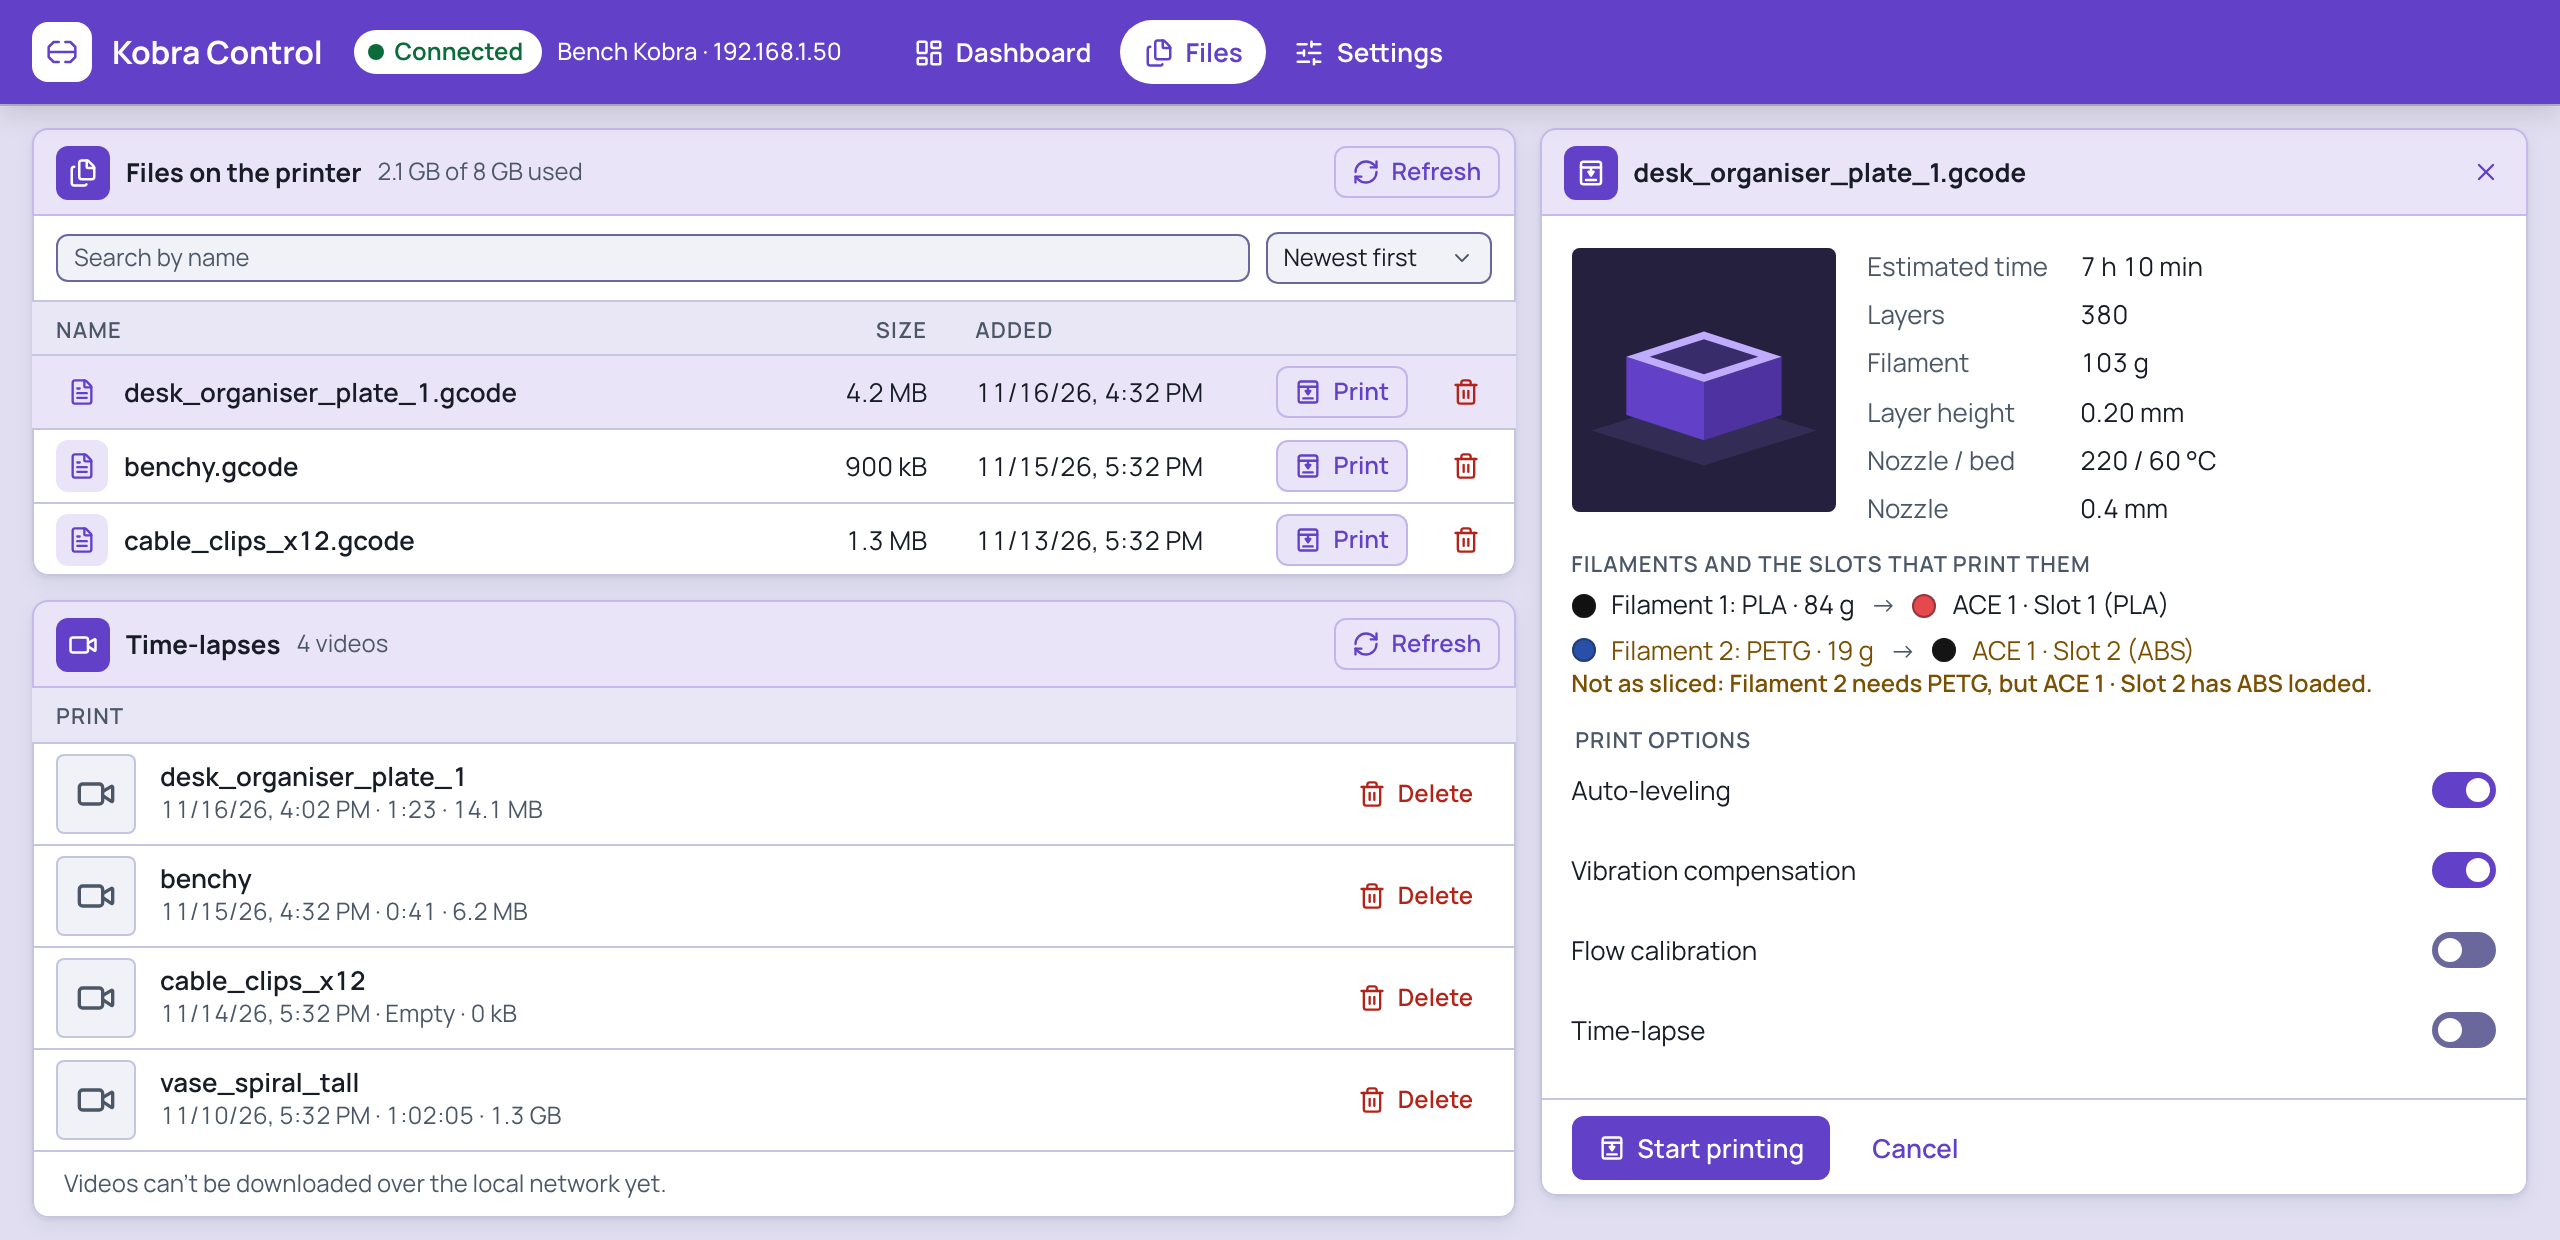 Kobra Control
Connected
Bench Kobra · 192.168.1.50
Dashboard
Files
Settings
Files on the printer 2.1 GB of 8 GB used
Refresh
Search by name
Newest first
NAME SIZE ADDED
desk_organiser_plate_1.gcode 4.2 MB 11/16/26, 4:32 PM Print
benchy.gcode 900 kB 11/15/26, 5:32 PM Print
cable_clips_x12.gcode 1.3 MB 11/13/26, 5:32 PM Print
Time-lapses 4 videos
Refresh
PRINT
desk_organiser_plate_1
11/16/26, 4:02 PM · 1:23 · 14.1 MB
Delete
benchy
11/15/26, 4:32 PM · 0:41 · 6.2 MB
Delete
cable_clips_x12
11/14/26, 5:32 PM · Empty · 0 kB
Delete
vase_spiral_tall
11/10/26, 5:32 PM · 1:02:05 · 1.3 GB
Delete
Videos can't be downloaded over the local network yet.
desk_organiser_plate_1.gcode
Estimated time 7 h 10 min
Layers 380
Filament 103 g
Layer height 0.20 mm
Nozzle / bed 220 / 60 °C
Nozzle 0.4 mm
FILAMENTS AND THE SLOTS THAT PRINT THEM
Filament 1: PLA · 84 g → ACE 1 · Slot 1 (PLA)
Filament 2: PETG · 19 g → ACE 1 · Slot 2 (ABS)
Not as sliced: Filament 2 needs PETG, but ACE 1 · Slot 2 has ABS loaded.
PRINT OPTIONS
Auto-leveling
Vibration compensation
Flow calibration
Time-lapse
Start printing
Cancel